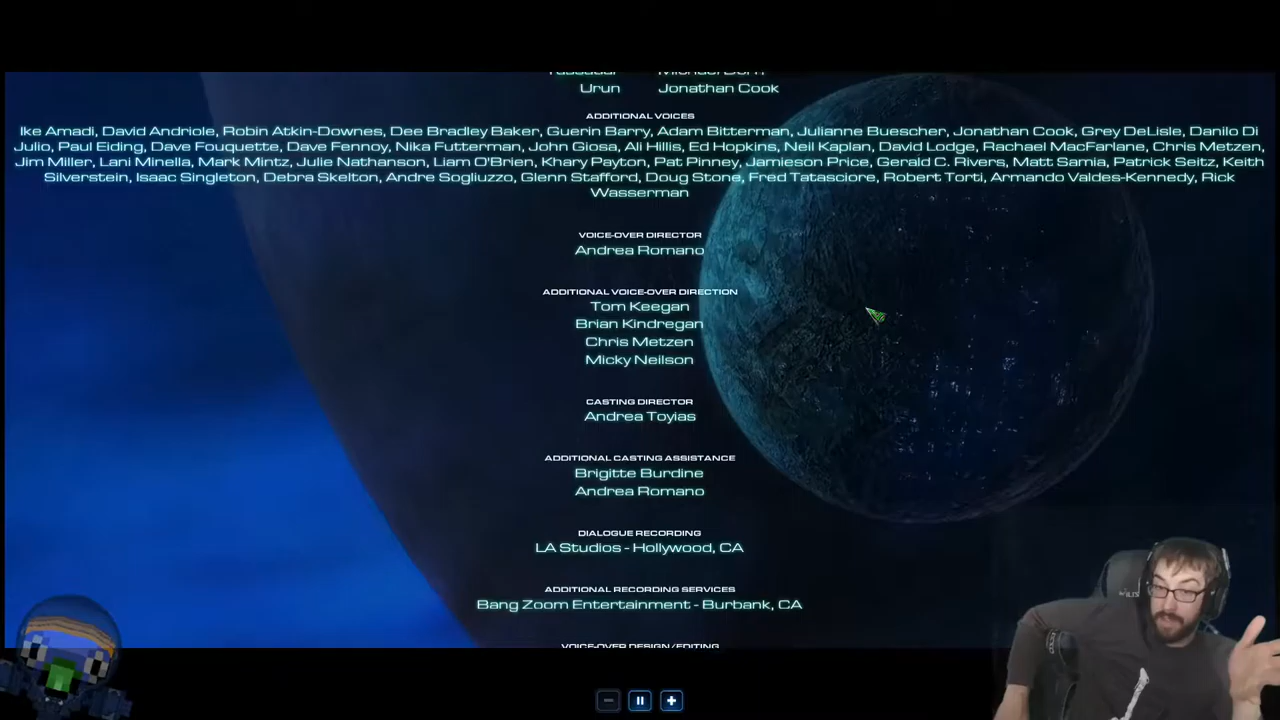 Urun Jonathan Cook
ADDITIONAL VOICES
Ike Amadi, David Andriole, Robin Atkin-Downes, Dee Bradley Baker, Guerin Barry, Adam Bitterman, Julianne Buescher, Jonathan Cook, Grey DeLisle, Danilo Di
Julio, Paul Eiding, Dave Fouquette, Dave Fennoy, Nika Futterman, John Giosa, Ali Hillis, Ed Hopkins, Neil Kaplan, David Lodge, Rachael MacFarlane, Chris Metzen,
Jim Miller, Lani Minella, Mark Mintz, Julie Nathanson, Liam O'Brien, Khary Payton, Pat Pinney, Jamieson Price, Gerald C. Rivers, Matt Samia, Patrick Seitz, Keith
Silverstein, Isaac Singleton, Debra Skelton, Andre Sogliuzzo, Glenn Stafford, Doug Stone, Fred Tatasciore, Robert Torti, Armando Valdes-Kennedy, Rick
Wasserman
VOICE-OVER DIRECTOR
Andrea Romano
ADDITIONAL VOICE-OVER DIRECTION
Tom Keegan
Brian Kindregan
Chris Metzen
Micky Neilson
CASTING DIRECTOR
Andrea Toyias
ADDITIONAL CASTING ASSISTANCE
Brigitte Burdine
Andrea Romano
DIALOGUE RECORDING
LA Studios - Hollywood, CA
ADDITIONAL RECORDING SERVICES
Bang Zoom Entertainment - Burbank, CA
VOICE-OVER DESIGN/EDITING